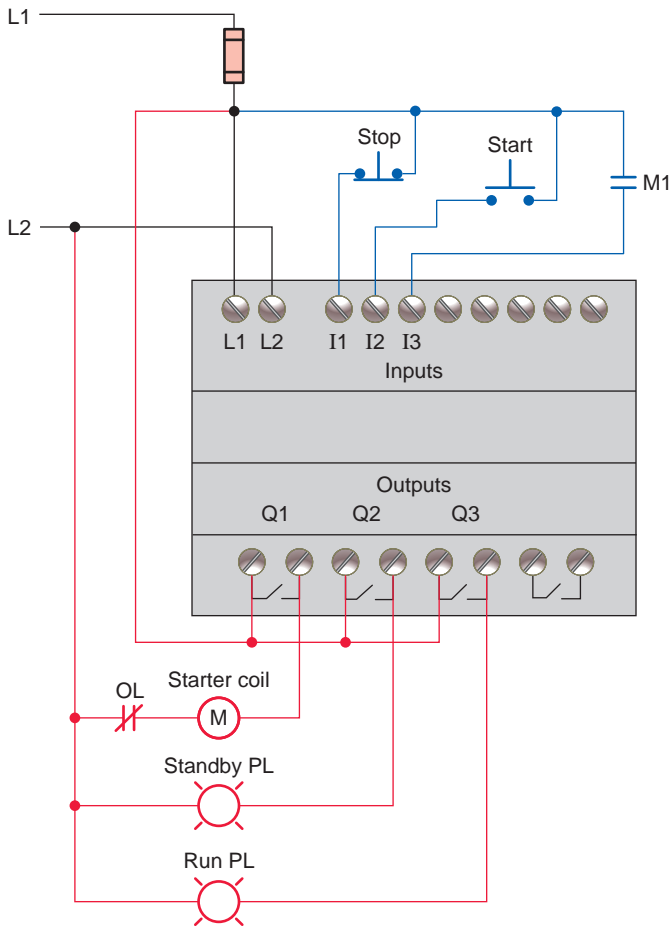 L1
Stop
Start
M1
L2
L1 L2 I1 I2 I3
Inputs
Outputs
Q1 Q2 Q3
Starter coil
OL
M
Standby PL
Run PL